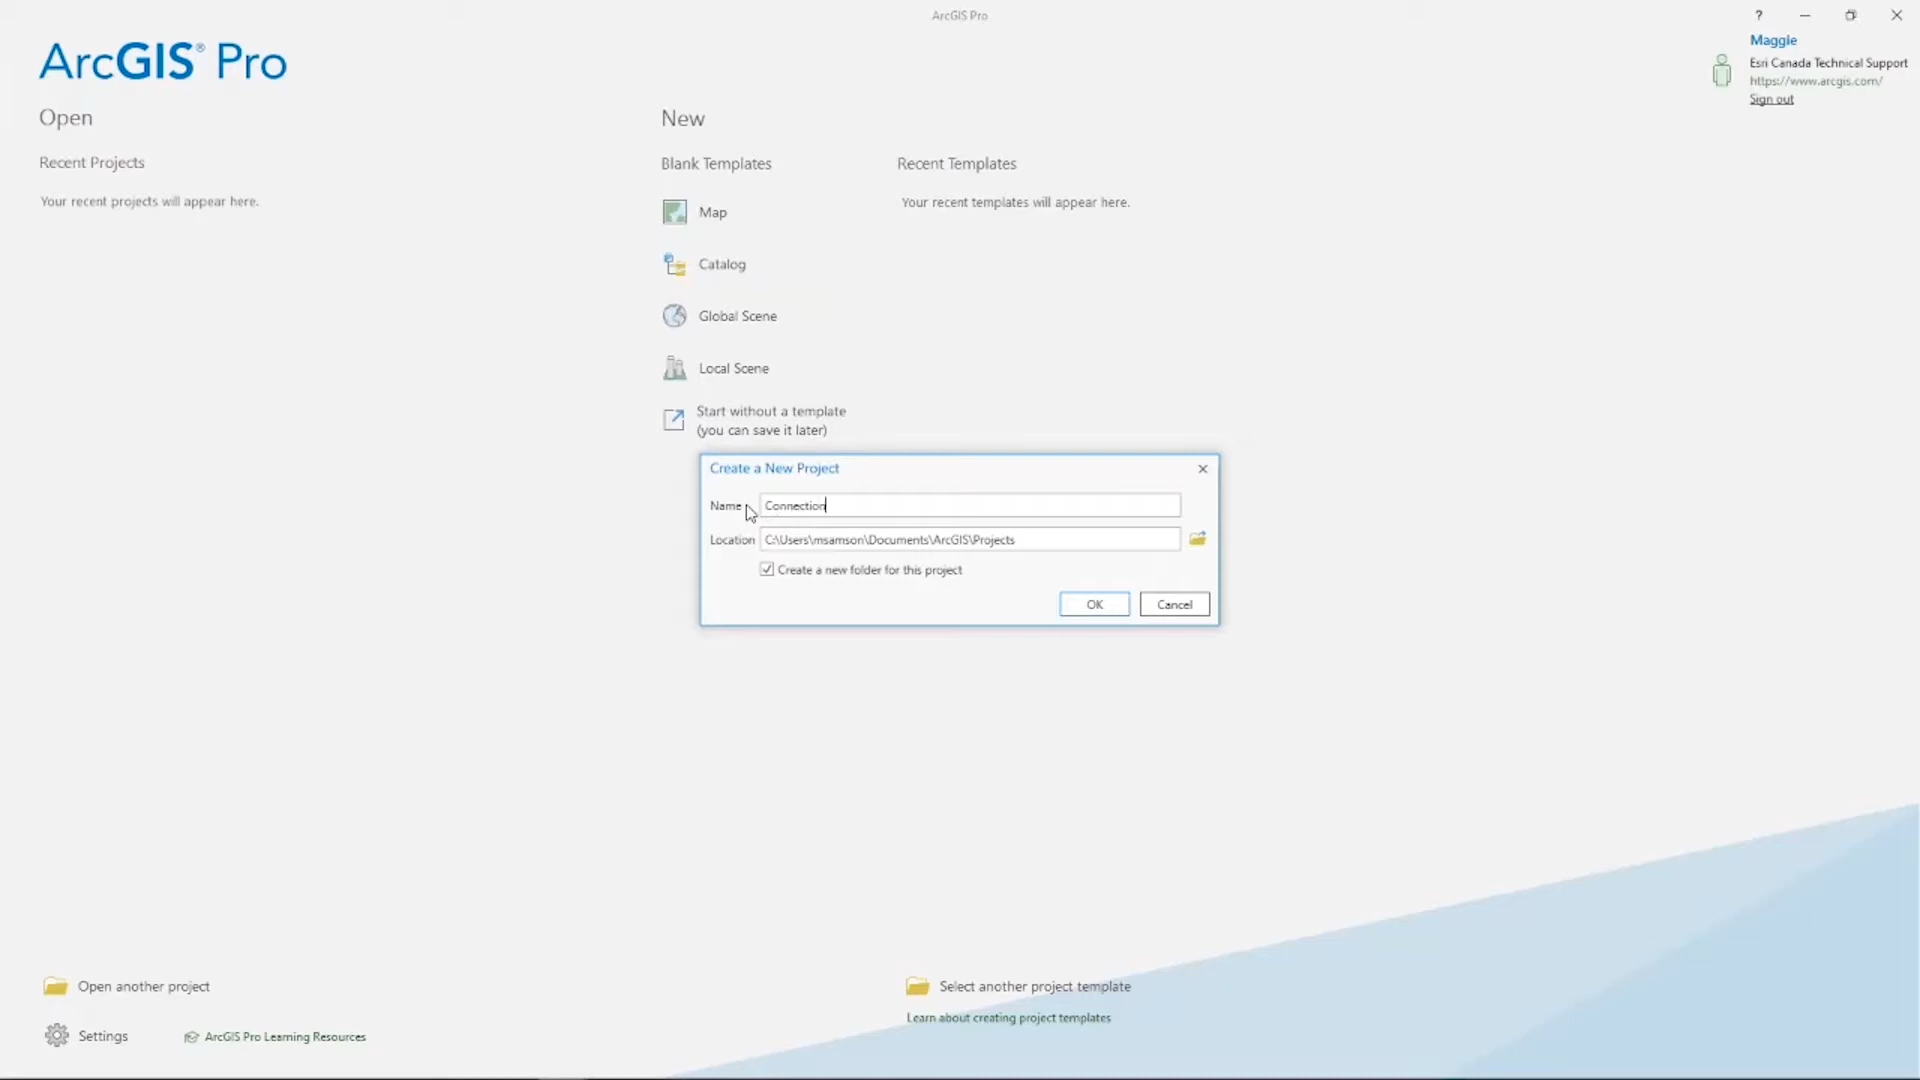 ArcGIS Pro
?
ArcGIS® Pro
Maggie
Esri Canada Technical Support
https://www.arcgis.com/
Sign out
Open
Recent Projects
Your recent projects will appear here.
New
Blank Templates
Map
Catalog
Global Scene
Local Scene
Start without a template
(you can save it later)
Recent Templates
Your recent templates will appear here.
Create a New Project
Name Connection
Location C:\Users\msamson\Documents\ArcGIS\Projects
Create a new folder for this project
OK Cancel
Open another project
Settings ArcGIS Pro Learning Resources
Select another project template
Learn about creating project templates